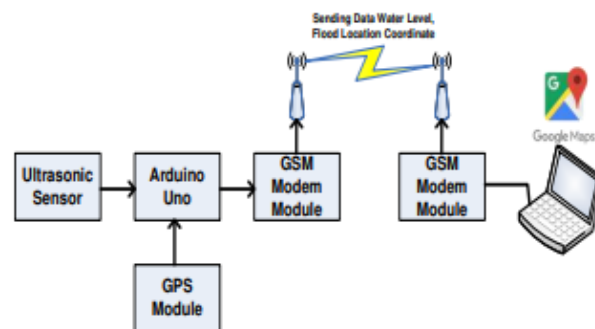 Sending Data Water Level,
Flood Location Coordinate
G
Google Maps
Ultrasonic
Sensor
Arduino
Uno
GSM
Modem
Module
GSM
Modem
Module
GPS
Module